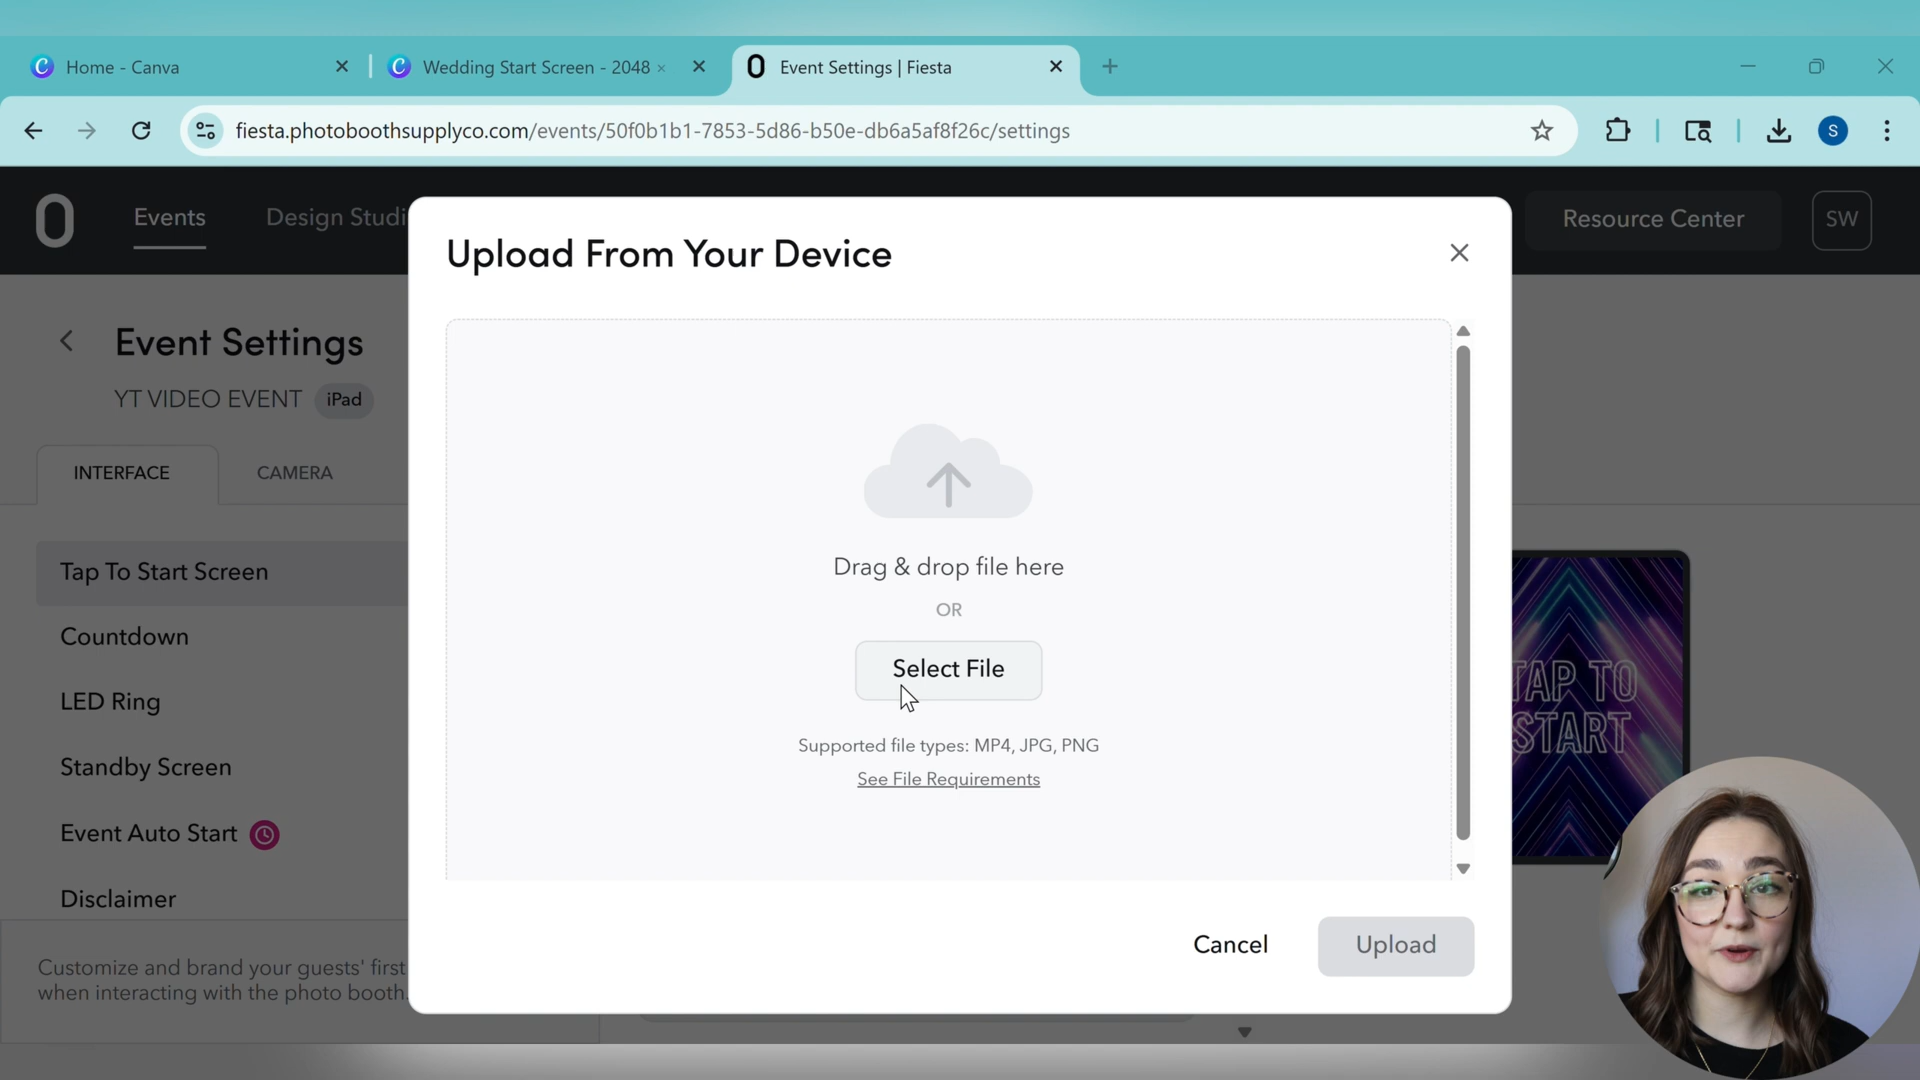 Home - Canva
Wedding Start Screen - 2048
Event Settings | Fiesta
fiesta.photoboothsupplyco.com/events/50f0b1b1-7853-5d86-b50e-db6a5af8f26c/settings
S
Events
Design Studi
Resource Center
SW
Upload From Your Device
Event Settings
YT VIDEO EVENT
iPad
INTERFACE
CAMERA
Tap To Start Screen
Countdown
LED Ring
Standby Screen
Event Auto Start
Disclaimer
Customize and brand your guests' first
when interacting with the photo booth.
Drag & drop file here
OR
Select File
Supported file types: MP4, JPG, PNG
See File Requirements
Cancel
Upload
TAP TO
START